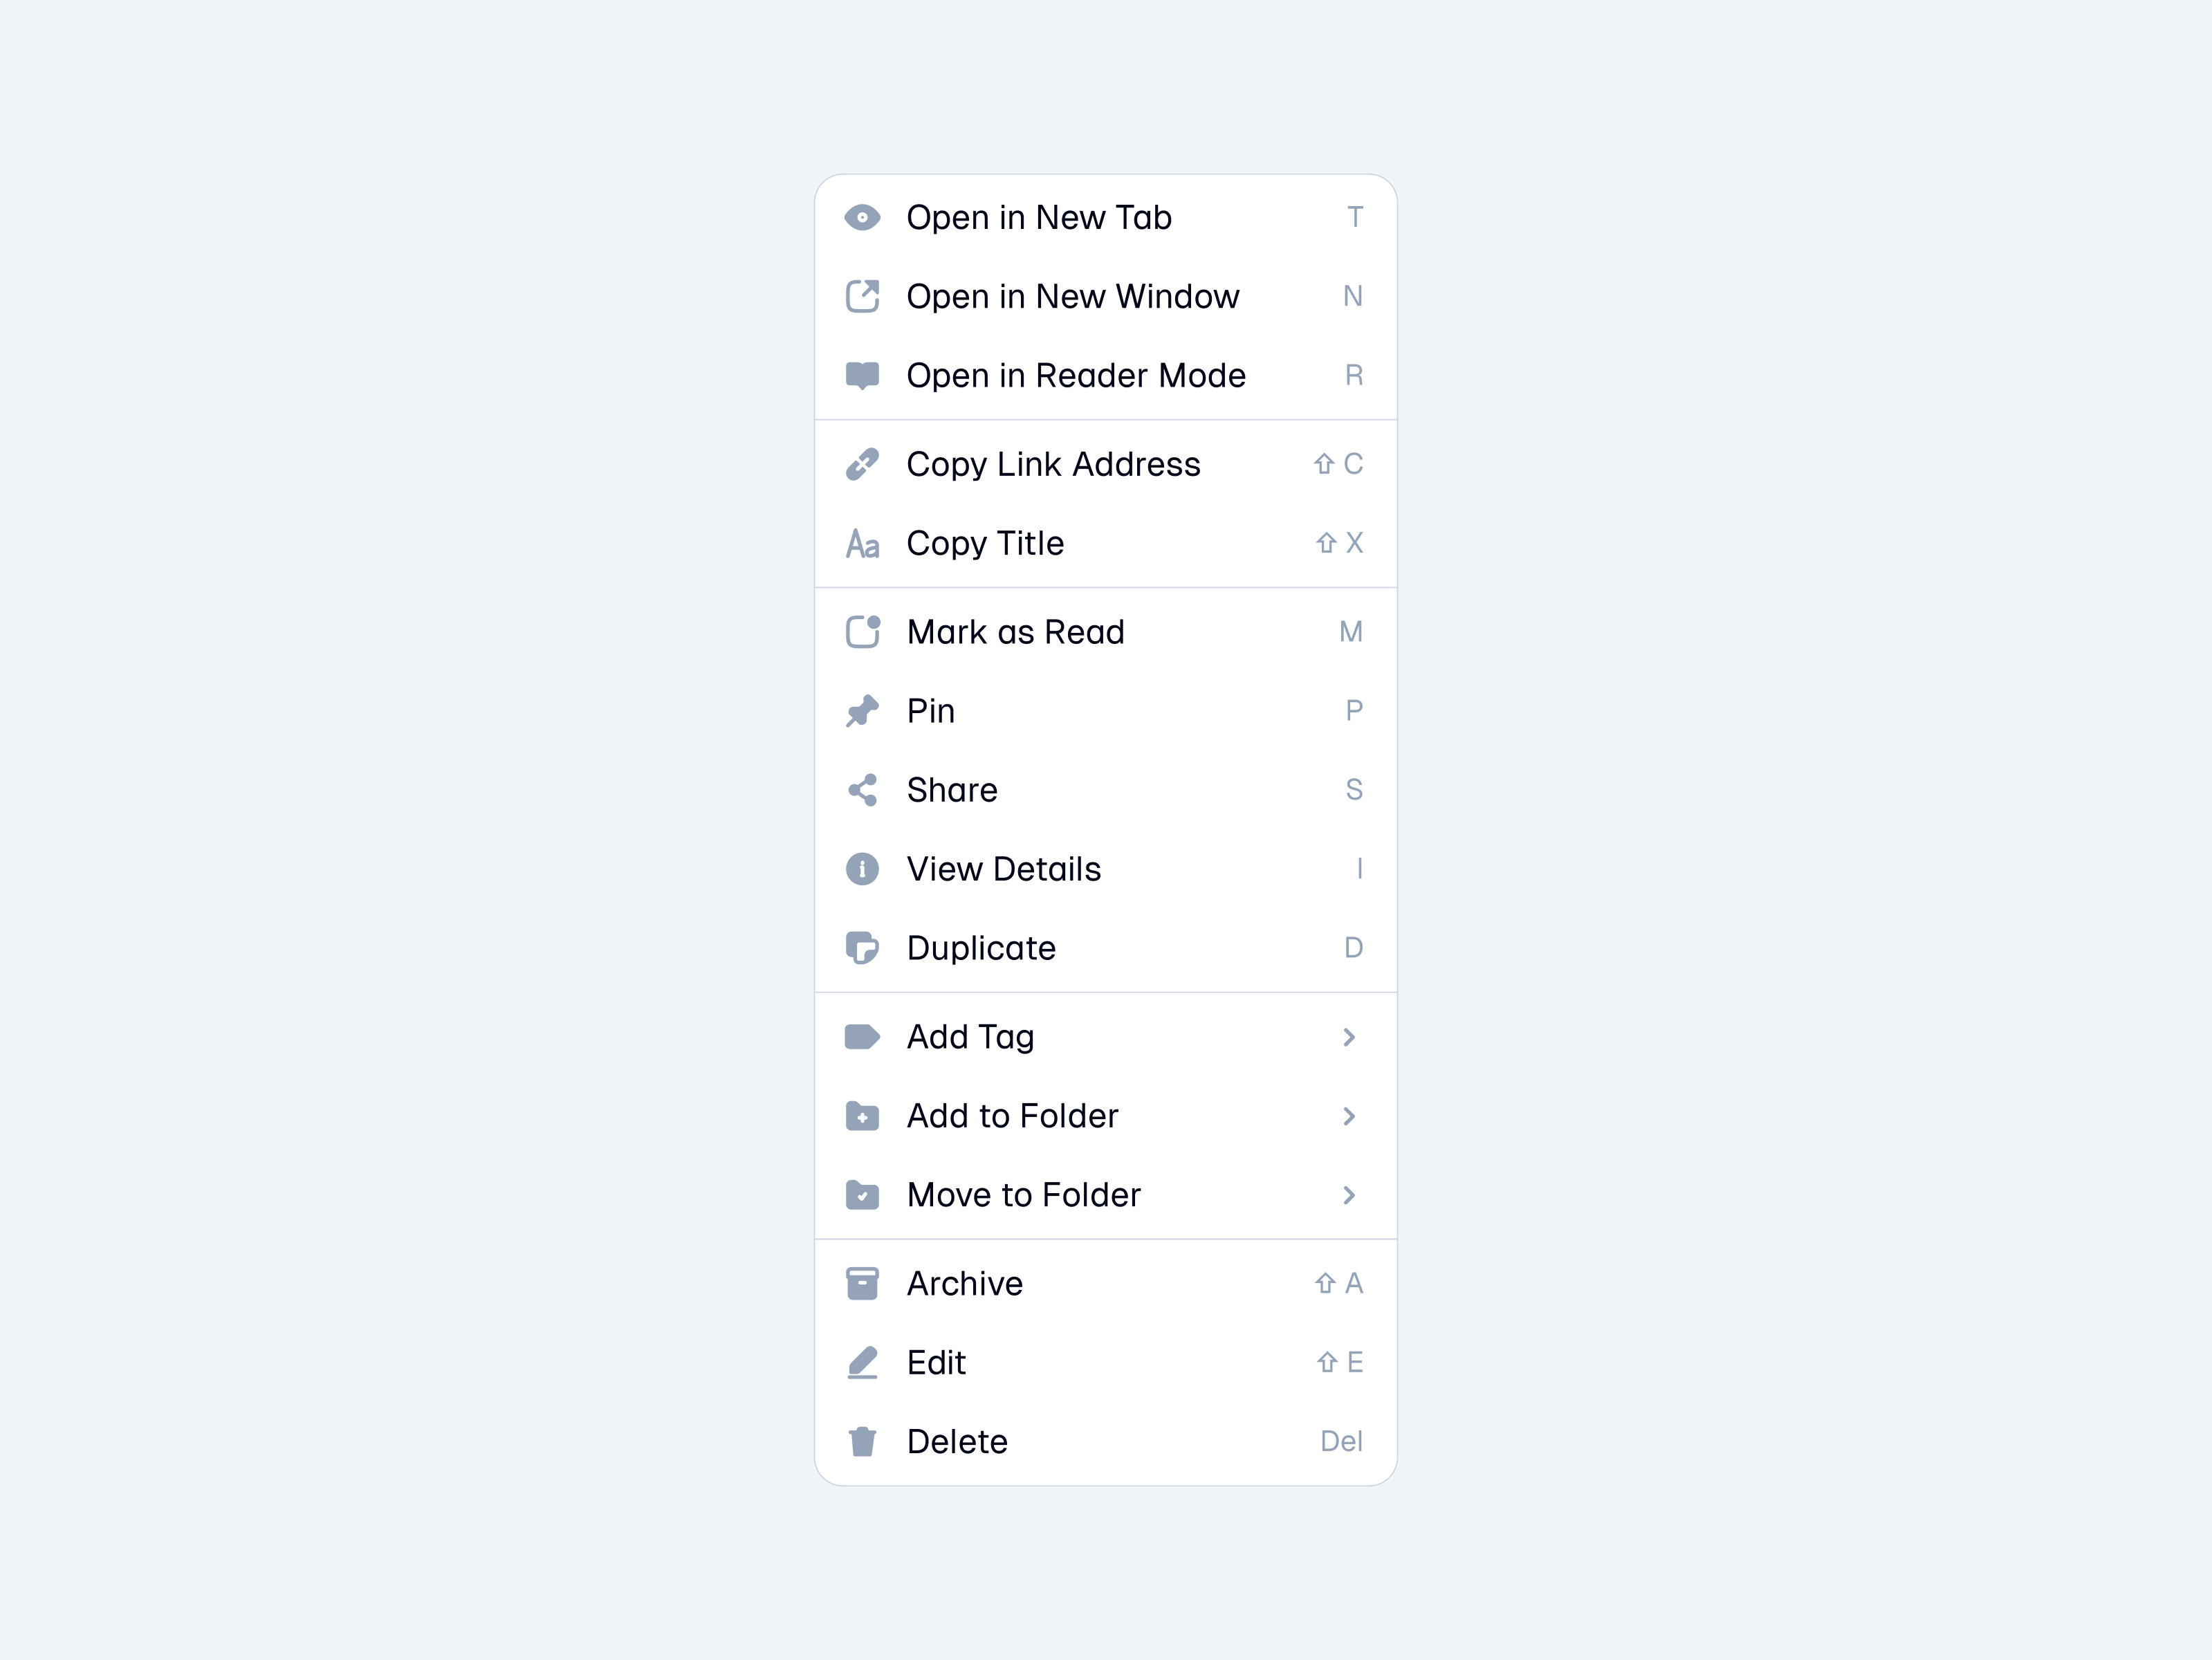 Open in New Tab T
Open in New Window N
Open in Reader Mode R
Copy Link Address ⇧ C
Aa Copy Title ⇧ X
Mark as Read M
Pin P
Share S
View Details I
Duplicate D
Add Tag
Add to Folder
Move to Folder
Archive ⇧ A
Edit ⇧ E
Delete Del